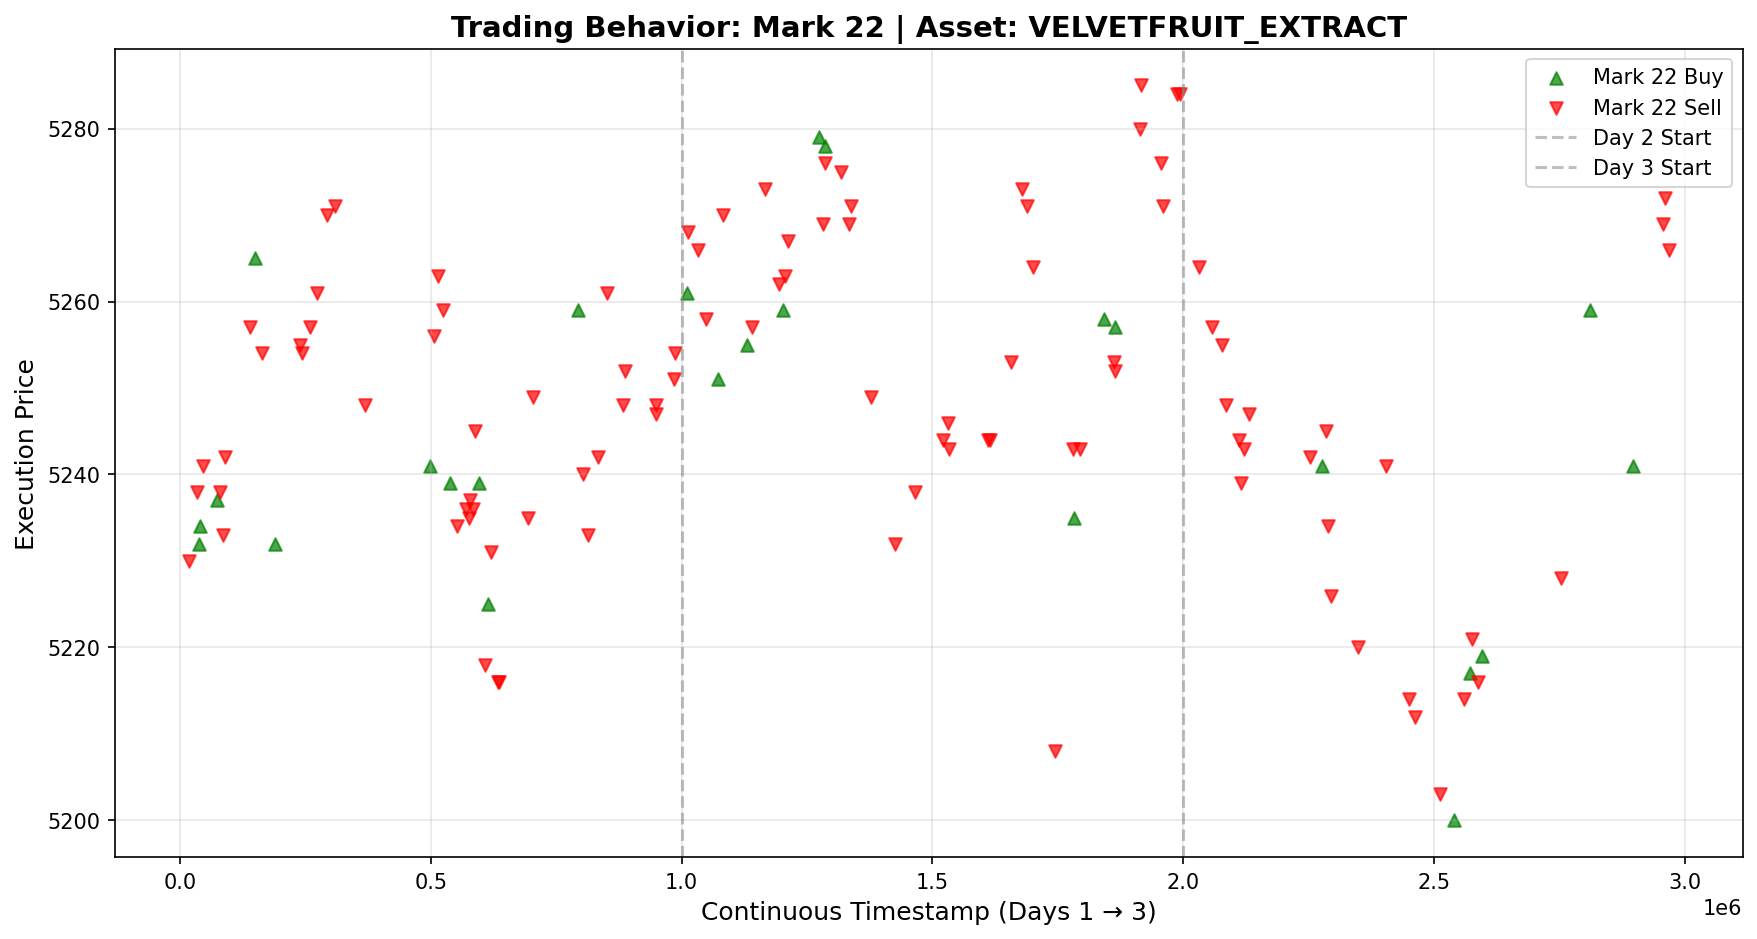 Trading Behavior: Mark 22 | Asset: VELVETFRUIT_EXTRACT
Mark 22 Buy
Mark 22 Sell
Day 2 Start
Day 3 Start
Execution Price
5280
5260
5240
5220
5200
0.0 0.5 1.0 1.5 2.0 2.5 3.0
1e6
Continuous Timestamp (Days 1 → 3)